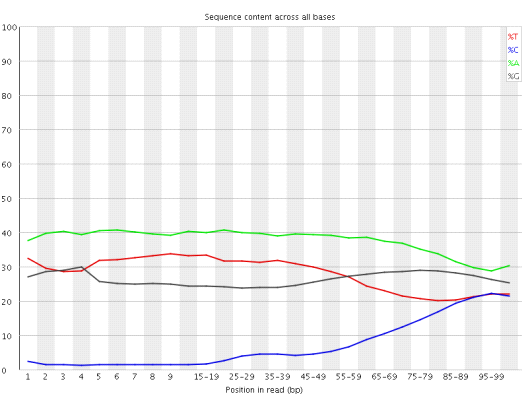 Sequence content across all bases
100
90
80
70
60
50
40
30
20
10
0
%T
%C
%A
%G
1 2 3 4 5 6 7 8 9 15-19 25-29 35-39 45-49 55-59 65-69 75-79 85-89 95-99
Position in read (bp)